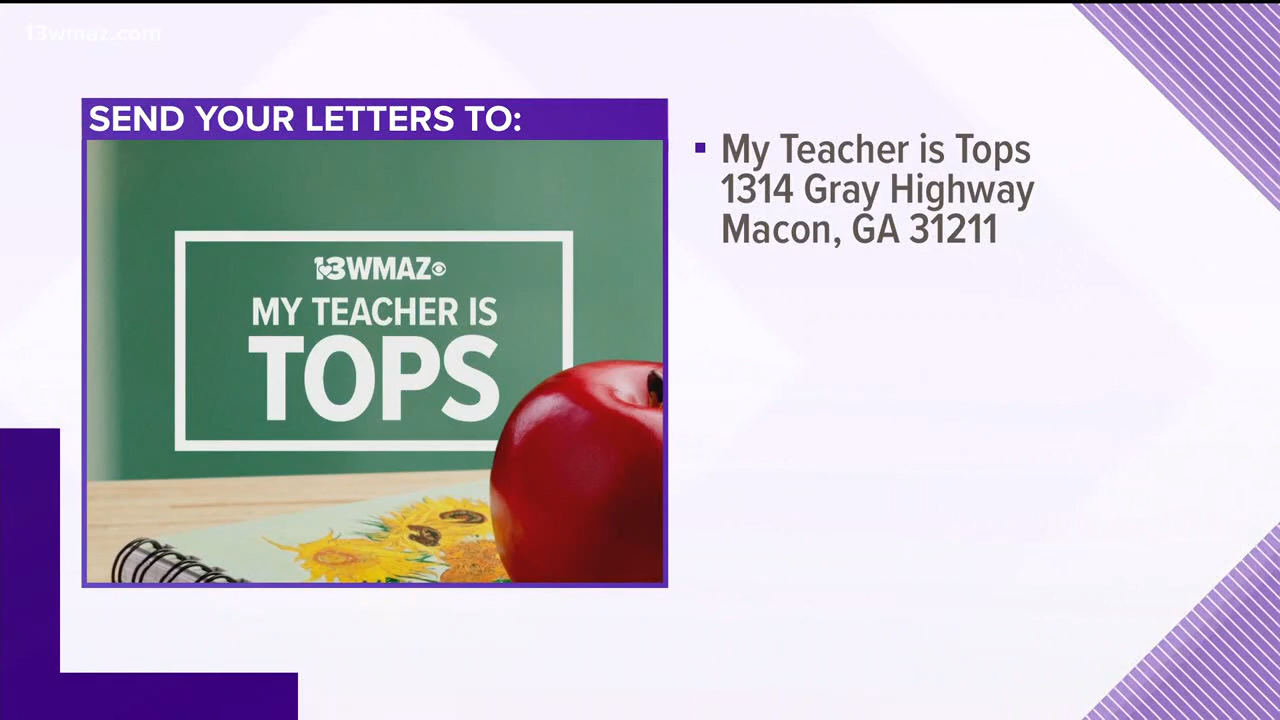 13wmaz.com
SEND YOUR LETTERS TO:
13WMAZ
MY TEACHER IS
TOPS
My Teacher is Tops
1314 Gray Highway
Macon, GA 31211